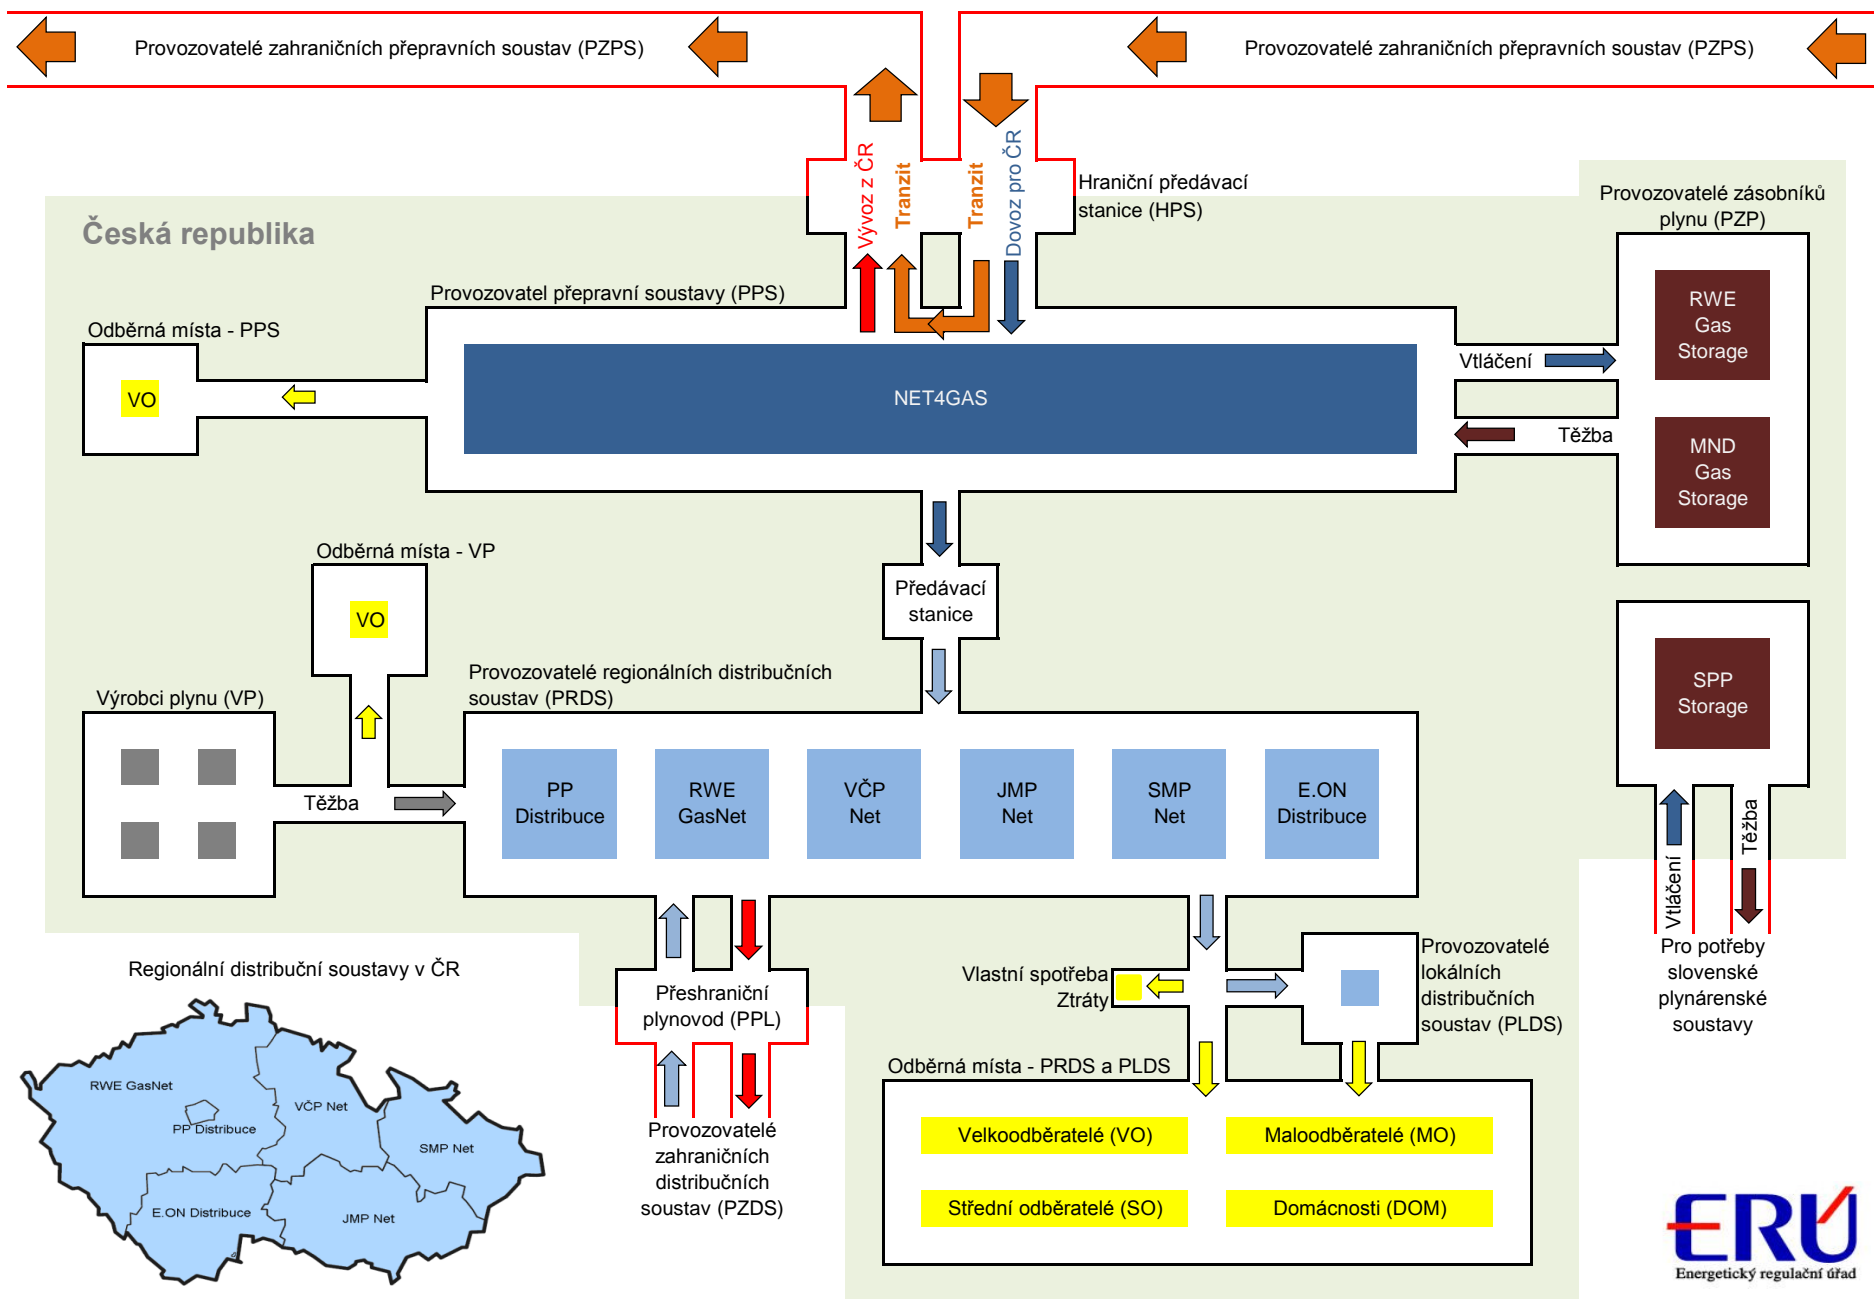 Provozovatelé zahraničních přepravních soustav (PZPS)
Provozovatelé zahraničních přepravních soustav (PZPS)
Vývoz z ČR
Tranzit
Tranzit
Dovoz pro ČR
Hraniční předávací
stanice (HPS)
Česká republika
Provozovatelé zásobníků
plynu (PZP)
RWE
Gas
Storage
MND
Gas
Storage
Provozovatel přepravní soustavy (PPS)
Odběrná místa - PPS
VO
NET4GAS
Vtláčení
Těžba
Odběrná místa - VP
VO
Předávací
stanice
Výrobci plynu (VP)
Těžba
Provozovatelé regionálních distribučních
soustav (PRDS)
PP
Distribuce
RWE
GasNet
VČP
Net
JMP
Net
SMP
Net
E.ON
Distribuce
SPP
Storage
Vtláčení
Těžba
Pro potřeby
slovenské
plynárenské
soustavy
Regionální distribuční soustavy v ČR
RWE GasNet
PP Distribuce
VČP Net
SMP Net
E.ON Distribuce
JMP Net
Přeshraniční
plynovod (PPL)
Provozovatelé
zahraničních
distribučních
soustav (PZDS)
Vlastní spotřeba
Ztráty
Provozovatelé
lokálních
distribučních
soustav (PLDS)
Odběrná místa - PRDS a PLDS
Velkoodběratelé (VO)
Maloodběratelé (MO)
Střední odběratelé (SO)
Domácnosti (DOM)
ERÚ
Energetický regulační úřad